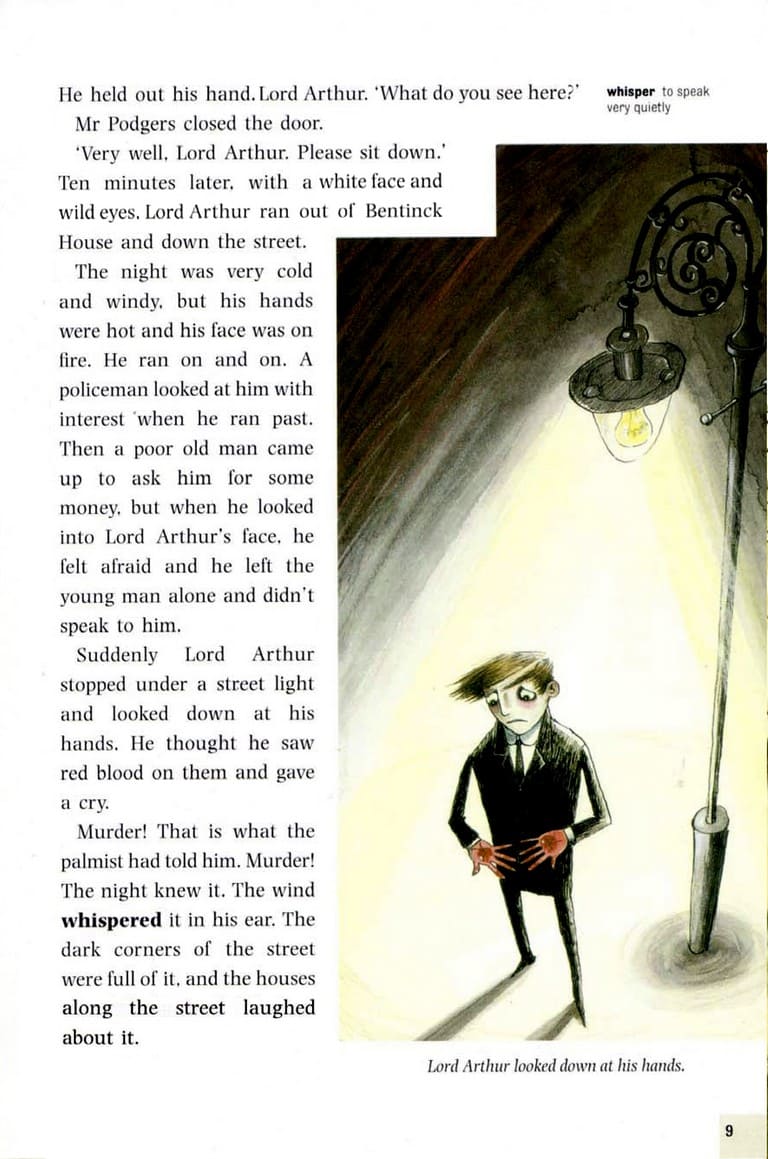 He held out his hand. Lord Arthur. ‘What do you see here?’
Mr Podgers closed the door.
‘Very well, Lord Arthur. Please sit down.’
Ten minutes later, with a white face and
wild eyes, Lord Arthur ran out of Bentinck
House and down the street.
The night was very cold
and windy, but his hands
were hot and his face was on
fire. He ran on and on. A
policeman looked at him with
interest when he ran past.
Then a poor old man came
up to ask him for some
money, but when he looked
into Lord Arthur’s face, he
felt afraid and he left the
young man alone and didn’t
speak to him.
Suddenly Lord Arthur
stopped under a street light
and looked down at his
hands. He thought he saw
red blood on them and gave
a cry.
Murder! That is what the
palmist had told him. Murder!
The night knew it. The wind
whispered it in his ear. The
dark corners of the street
were full of it, and the houses
along the street laughed
about it.
whisper to speak
very quietly
Lord Arthur looked down at his hands.
9